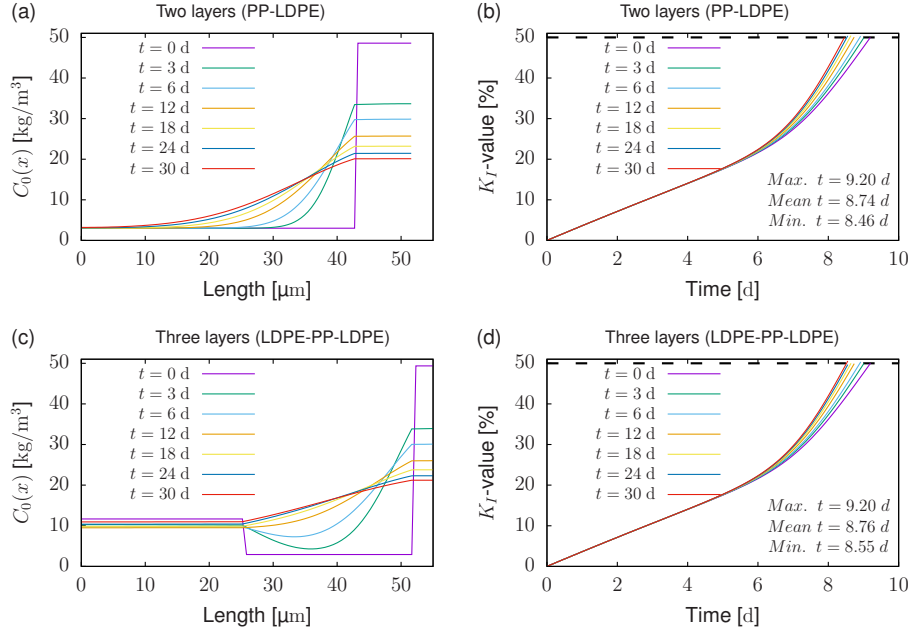 (a) Two layers (PP-LDPE)
C₀(x) [kg/m³]
50
40
30
20
10
0
t = 0 d
t = 3 d
t = 6 d
t = 12 d
t = 18 d
t = 24 d
t = 30 d
0 10 20 30 40 50
Length [µm]
(b) Two layers (PP-LDPE)
K_I-value [%]
50
40
30
20
10
0
t = 0 d
t = 3 d
t = 6 d
t = 12 d
t = 18 d
t = 24 d
t = 30 d
Max. t = 9.20 d
Mean t = 8.74 d
Min. t = 8.46 d
0 2 4 6 8 10
Time [d]
(c) Three layers (LDPE-PP-LDPE)
C₀(x) [kg/m³]
50
40
30
20
10
0
t = 0 d
t = 3 d
t = 6 d
t = 12 d
t = 18 d
t = 24 d
t = 30 d
0 10 20 30 40 50
Length [µm]
(d) Three layers (LDPE-PP-LDPE)
K_I-value [%]
50
40
30
20
10
0
t = 0 d
t = 3 d
t = 6 d
t = 12 d
t = 18 d
t = 24 d
t = 30 d
Max. t = 9.20 d
Mean t = 8.76 d
Min. t = 8.55 d
0 2 4 6 8 10
Time [d]